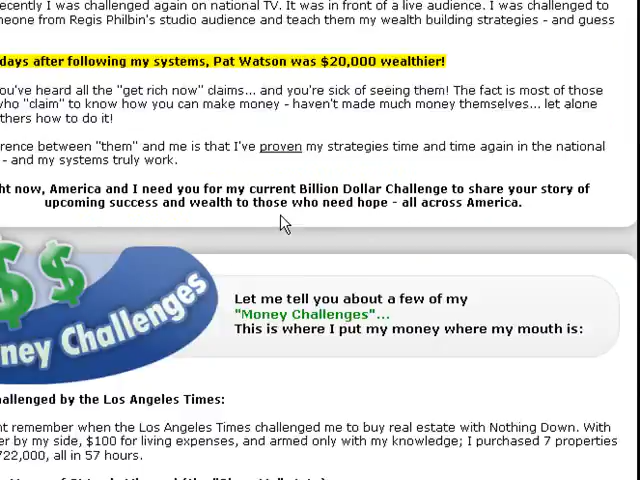 ecently I was challenged again on national TV. It was in front of a live audience. I was challenged to
meone from Regis Philbin's studio audience and teach them my wealth building strategies - and guess
days after following my systems, Pat Watson was $20,000 wealthier!
ou've heard all the "get rich now" claims... and you're sick of seeing them! The fact is most of those
who "claim" to know how you can make money - haven't made much money themselves... let alone
thers how to do it!
rence between "them" and me is that I've proven my strategies time and time again in the national
- and my systems truly work.
ht now, America and I need you for my current Billion Dollar Challenge to share your story of
upcoming success and wealth to those who need hope - all across America.
$$
ney Challenges
Let me tell you about a few of my
"Money Challenges"...
This is where I put my money where my mouth is:
hallenged by the Los Angeles Times:
nt remember when the Los Angeles Times challenged me to buy real estate with Nothing Down. With
er by my side, $100 for living expenses, and armed only with my knowledge; I purchased 7 properties
722,000, all in 57 hours.